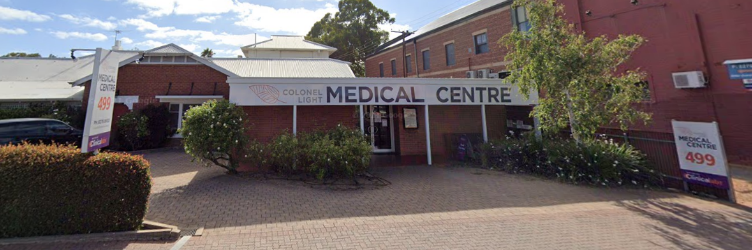 MEDICAL
CENTRE
499
COLONEL
LIGHT
MEDICAL CENTRE
MEDICAL
CENTRE
499